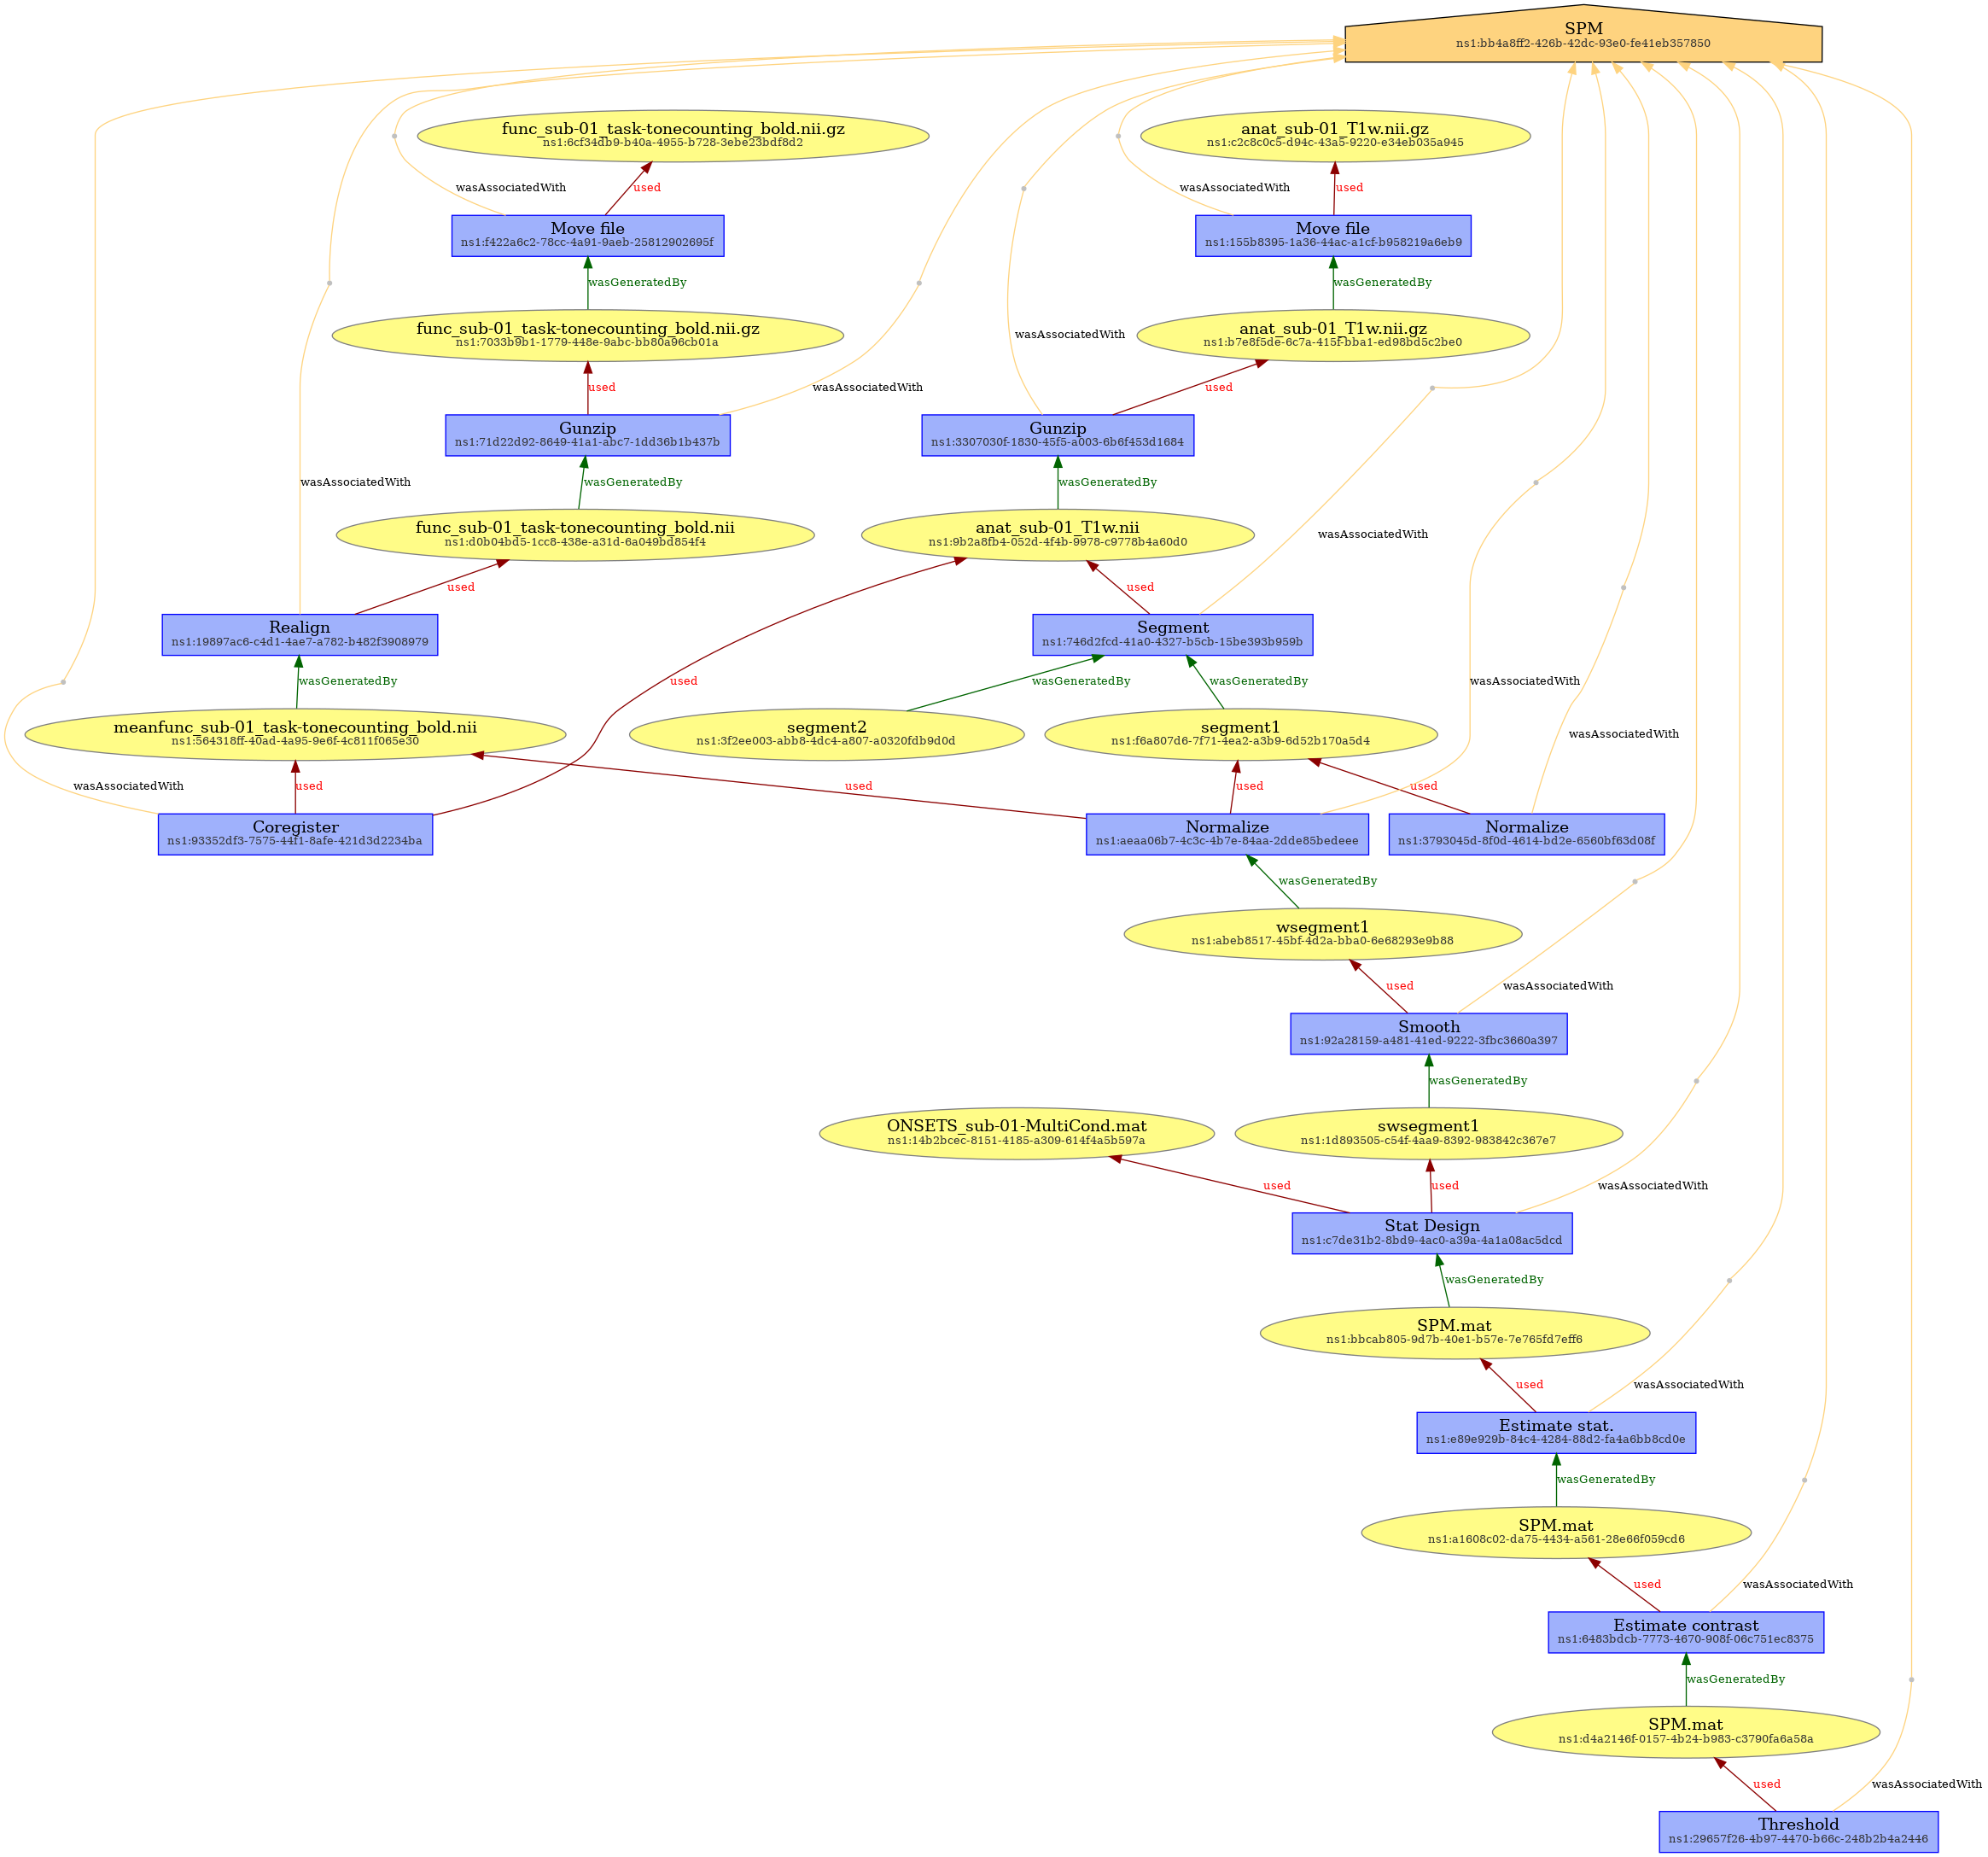 SPM
ns1:bb4a8ff2-426b-42dc-93e0-fe41eb357850
func_sub-01_task-tonecounting_bold.nii.gz
ns1:6cf34db9-b40a-4955-b728-3ebe23bdf8d2
anat_sub-01_T1w.nii.gz
ns1:c2c8c0c5-d94c-43a5-9220-e34eb035a945
wasAssociatedWith
used
wasAssociatedWith
used
Move file
ns1:f422a6c2-78cc-4a91-9aeb-25812902695f
Move file
ns1:155b8395-1a36-44ac-a1cf-b958219a6eb9
wasGeneratedBy
wasGeneratedBy
func_sub-01_task-tonecounting_bold.nii.gz
ns1:7033b9b1-1779-448e-9abc-bb80a96cb01a
wasAssociatedWith
anat_sub-01_T1w.nii.gz
ns1:b7e8f5de-6c7a-415f-bba1-ed98bd5c2be0
used
wasAssociatedWith
used
Gunzip
ns1:71d22d92-8649-41a1-abc7-1dd36b1b437b
Gunzip
ns1:3307030f-1830-45f5-a003-6b6f453d1684
wasAssociatedWith
wasGeneratedBy
wasGeneratedBy
func_sub-01_task-tonecounting_bold.nii
ns1:d0b04bd5-1cc8-438e-a31d-6a049bd854f4
anat_sub-01_T1w.nii
ns1:9b2a8fb4-052d-4f4b-9978-c9778b4a60d0
wasAssociatedWith
used
used
Realign
ns1:19897ac6-c4d1-4ae7-a782-b482f3908979
Segment
ns1:746d2fcd-41a0-4327-b5cb-15be393b959b
wasGeneratedBy
used
wasGeneratedBy
wasGeneratedBy
wasAssociatedWith
meanfunc_sub-01_task-tonecounting_bold.nii
ns1:564318ff-40ad-4a95-9e6f-4c811f065e30
segment2
ns1:3f2ee003-abb8-4dc4-a807-a0320fdb9d0d
segment1
ns1:f6a807d6-7f71-4ea2-a3b9-6d52b170a5d4
wasAssociatedWith
wasAssociatedWith
used
used
used
used
Coregister
ns1:93352df3-7575-44f1-8afe-421d3d2234ba
Normalize
ns1:aeaa06b7-4c3c-4b7e-84aa-2dde85bedeee
Normalize
ns1:3793045d-8f0d-4614-bd2e-6560bf63d08f
wasGeneratedBy
wsegment1
ns1:abeb8517-45bf-4d2a-bba0-6e68293e9b88
used
wasAssociatedWith
Smooth
ns1:92a28159-a481-41ed-9222-3fbc3660a397
wasGeneratedBy
ONSETS_sub-01-MultiCond.mat
ns1:14b2bcec-8151-4185-a309-614f4a5b597a
swsegment1
ns1:1d893505-c54f-4aa9-8392-983842c367e7
used
used
wasAssociatedWith
Stat Design
ns1:c7de31b2-8bd9-4ac0-a39a-4a1a08ac5dcd
wasGeneratedBy
SPM.mat
ns1:bbcab805-9d7b-40e1-b57e-7e765fd7eff6
used
wasAssociatedWith
Estimate stat.
ns1:e89e929b-84c4-4284-88d2-fa4a6bb8cd0e
wasGeneratedBy
SPM.mat
ns1:a1608c02-da75-4434-a561-28e66f059cd6
used
wasAssociatedWith
Estimate contrast
ns1:6483bdcb-7773-4670-908f-06c751ec8375
wasGeneratedBy
SPM.mat
ns1:d4a2146f-0157-4b24-b983-c3790fa6a58a
used
wasAssociatedWith
Threshold
ns1:29657f26-4b97-4470-b66c-248b2b4a2446